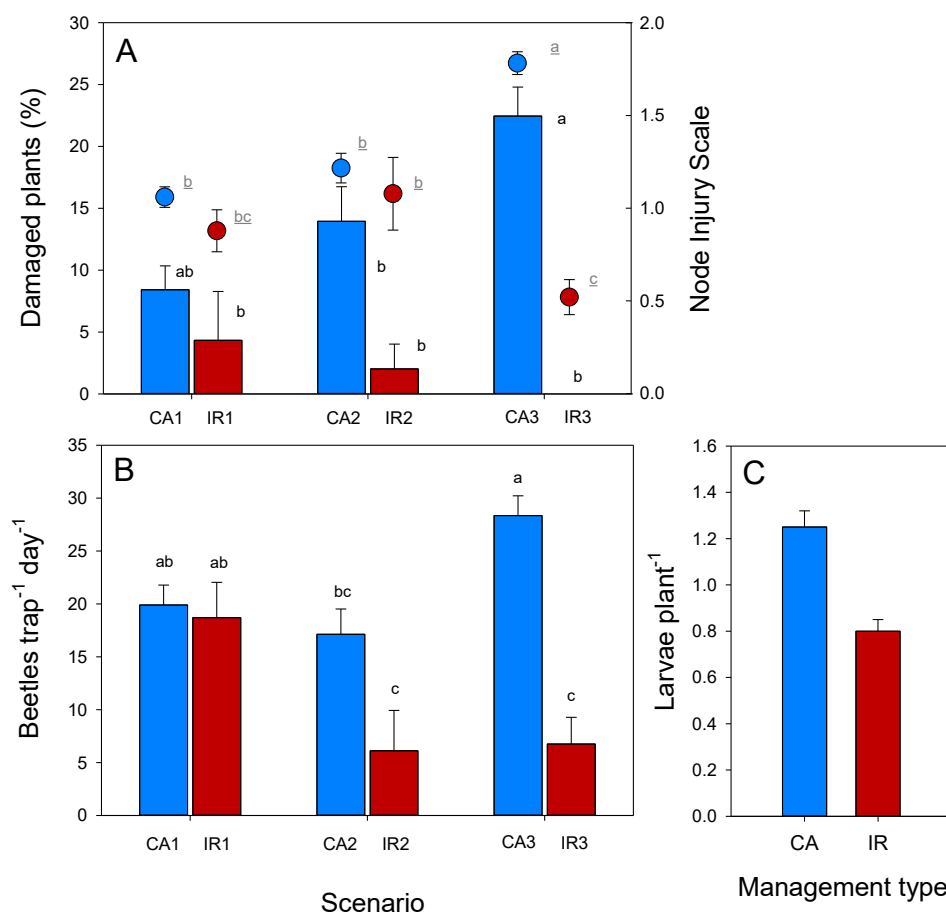 A
Damaged plants (%)
30
25
20
15
10
5
0
2.0
1.5
1.0
0.5
0.0
Node Injury Scale
b
bc
b
b
a
c
ab
b
b
b
a
b
CA1 IR1 CA2 IR2 CA3 IR3
B
Beetles trap-1 day-1
35
30
25
20
15
10
5
0
ab ab bc c a c
CA1 IR1 CA2 IR2 CA3 IR3
Scenario
C
Larvae plant-1
1.6
1.4
1.2
1.0
0.8
0.6
0.4
0.2
0.0
CA IR
Management type